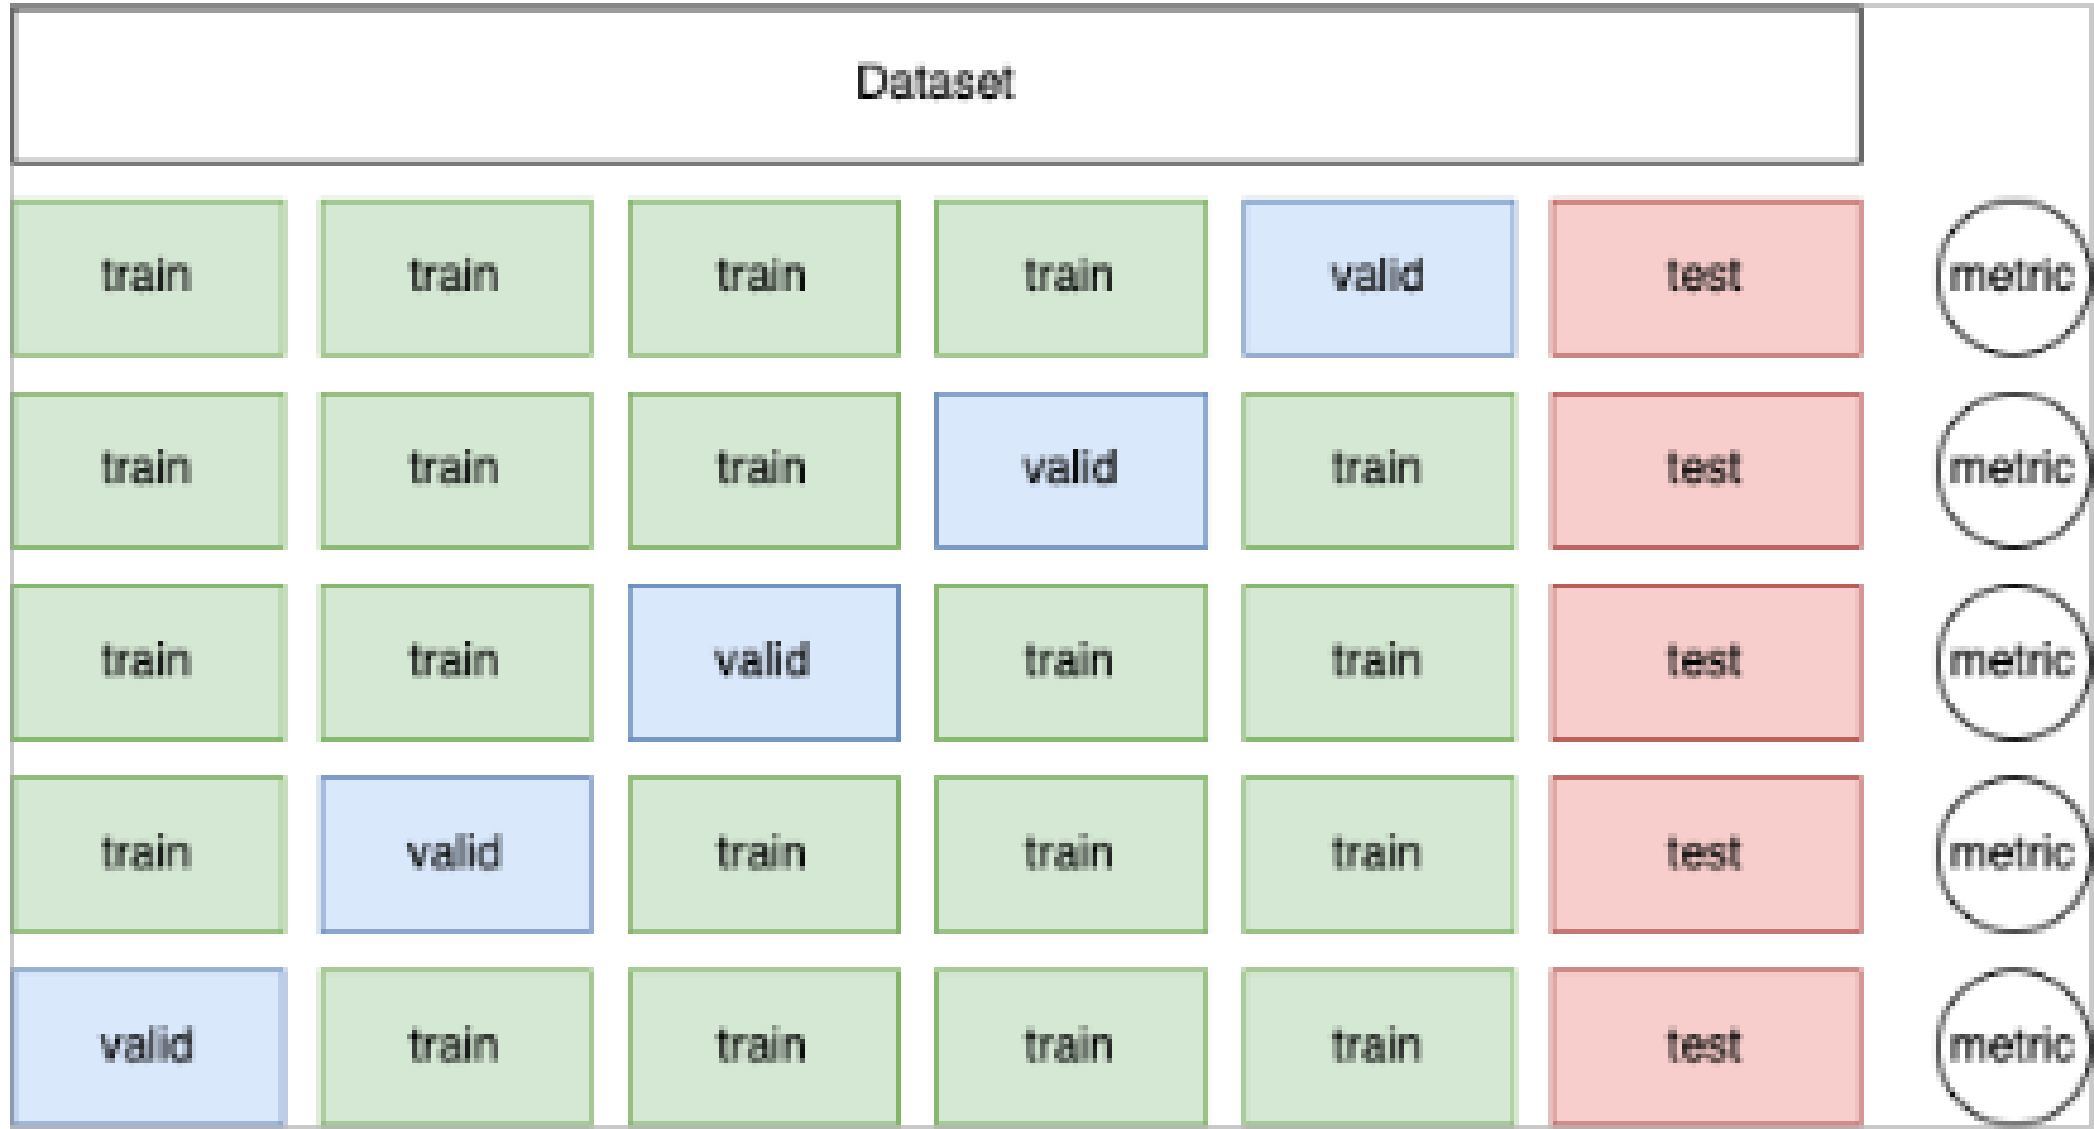 Dataset
train train train train valid test metric
train train train valid train test metric
train train valid train train test metric
train valid train train train test metric
valid train train train train test metric